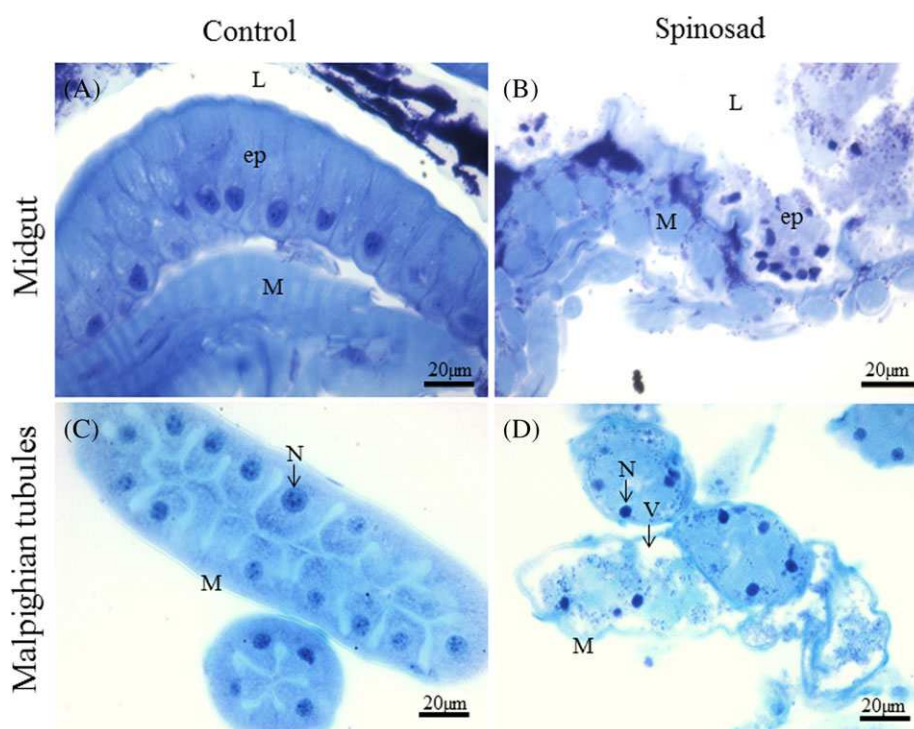 Control
Spinosad
Midgut
(A)
L
ep
M
20μm
(B)
L
ep
M
20μm
Malpighian tubules
(C)
N
M
20μm
(D)
N
V
M
20μm